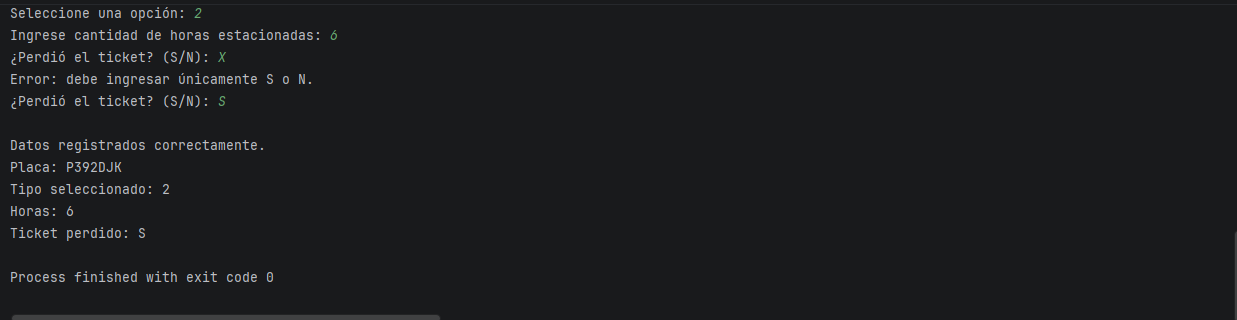 Seleccione una opción: 2
Ingrese cantidad de horas estacionadas: 6
¿Perdió el ticket? (S/N): X
Error: debe ingresar únicamente S o N.
¿Perdió el ticket? (S/N): S
Datos registrados correctamente.
Placa: P392DJK
Tipo seleccionado: 2
Horas: 6
Ticket perdido: S
Process finished with exit code 0